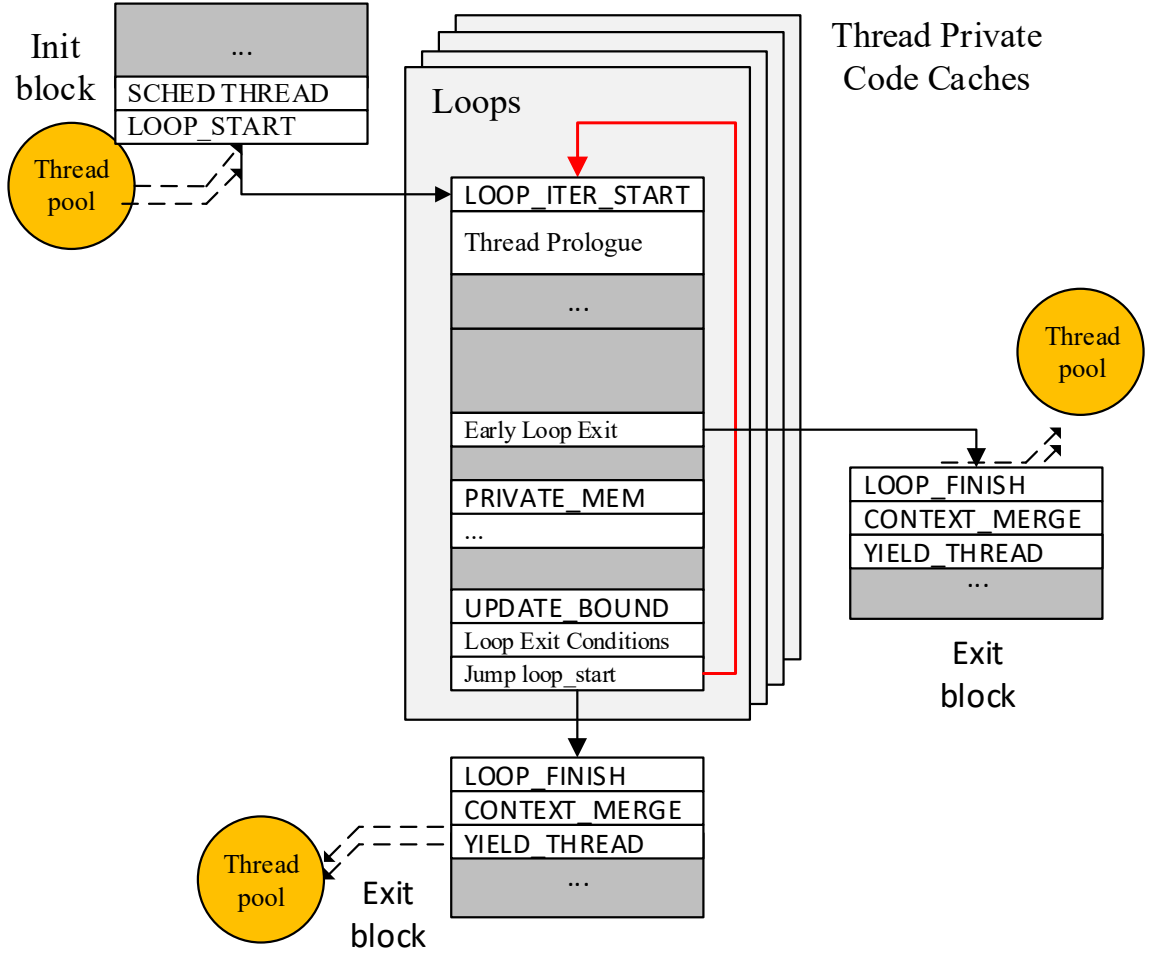 Init
block
...
SCHED THREAD
LOOP_START
Thread
pool
Thread Private
Code Caches
Loops
LOOP_ITER_START
Thread Prologue
...
Early Loop Exit
PRIVATE_MEM
...
UPDATE_BOUND
Loop Exit Conditions
Jump loop_start
Thread
pool
LOOP_FINISH
CONTEXT_MERGE
YIELD_THREAD
...
Exit
block
LOOP_FINISH
CONTEXT_MERGE
YIELD_THREAD
...
Thread
pool
Exit
block